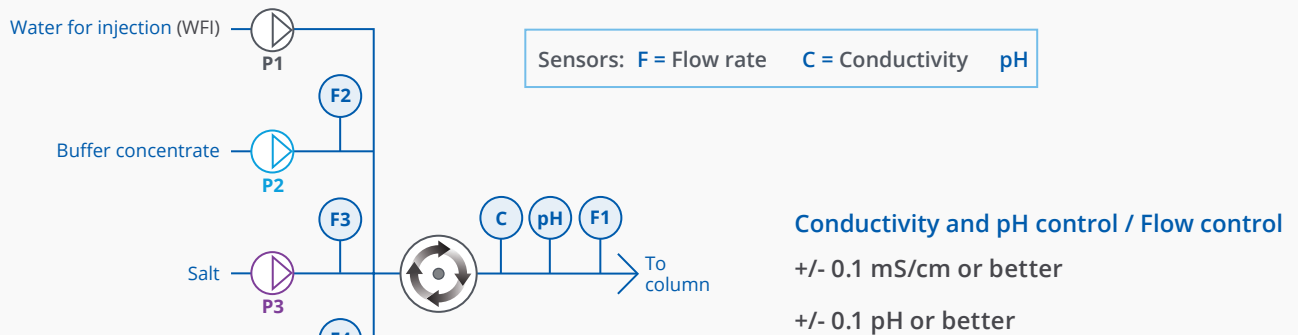 Water for injection (WFI)
P1
Sensors: F = Flow rate C = Conductivity pH
F2
Buffer concentrate
P2
F3
C pH F1
Salt
P3
To
column
Conductivity and pH control / Flow control
+/- 0.1 mS/cm or better
+/- 0.1 pH or better